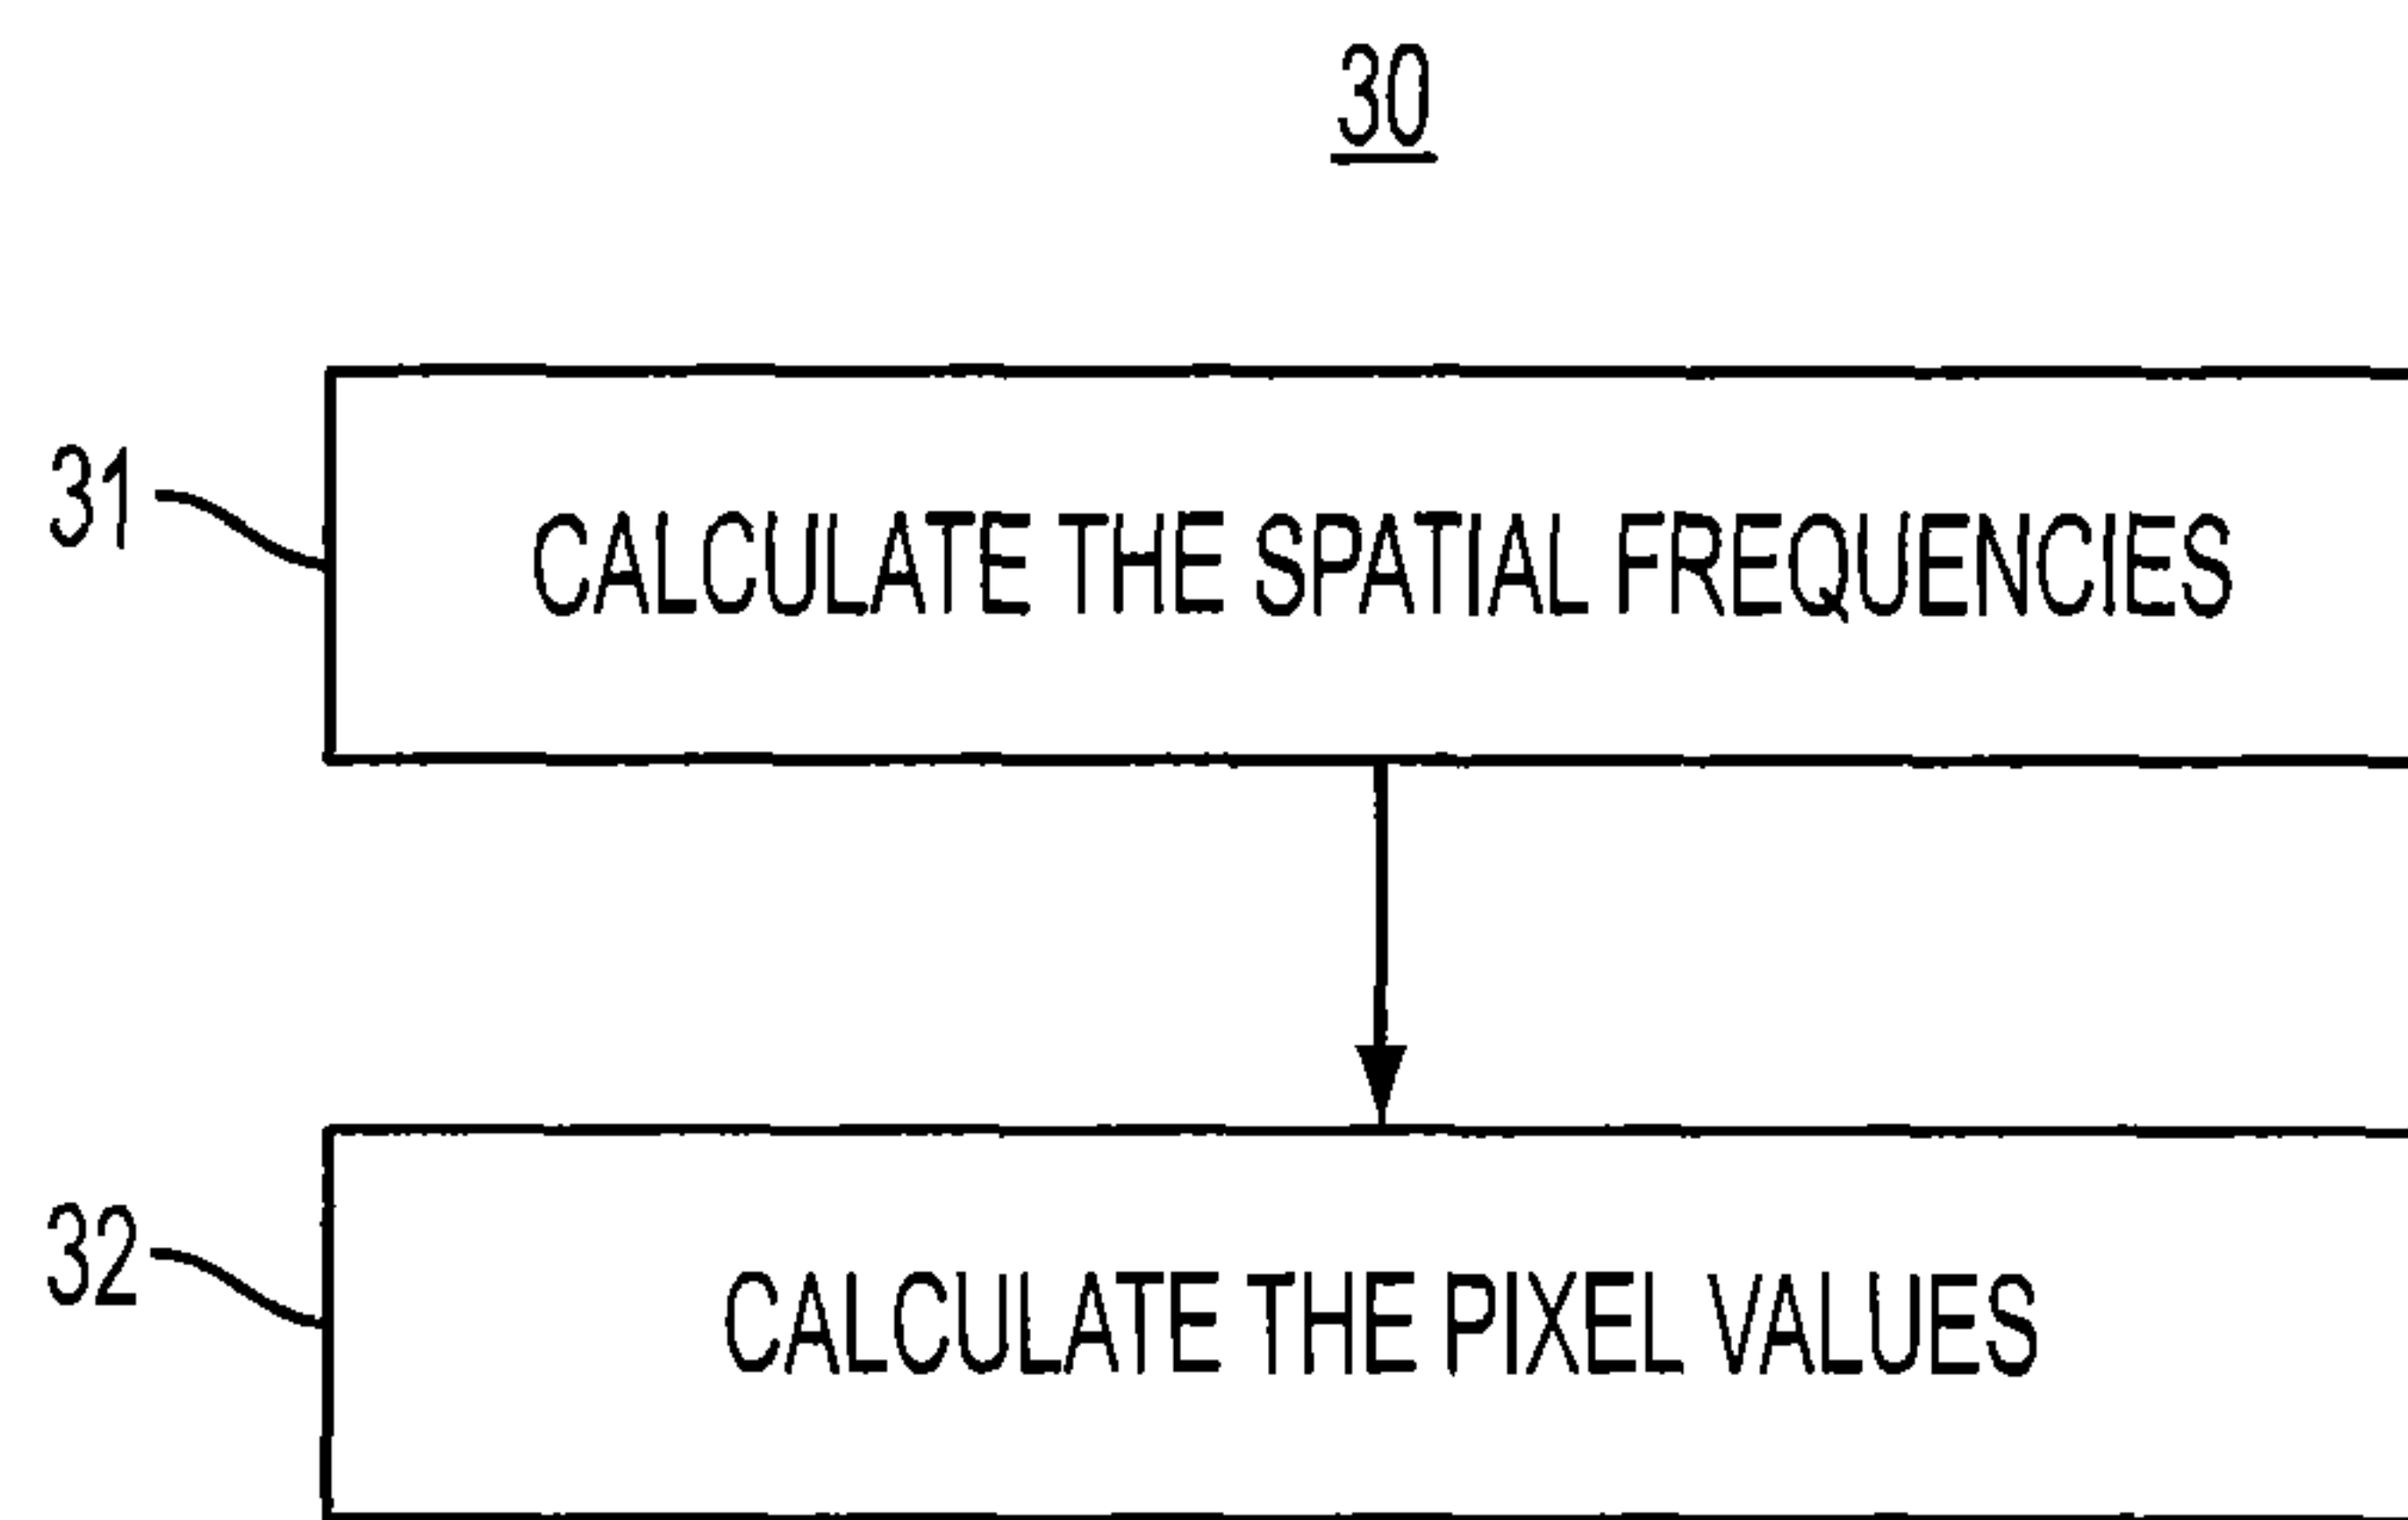 30
31
CALCULATE THE SPATIAL FREQUENCIES
32
CALCULATE THE PIXEL VALUES